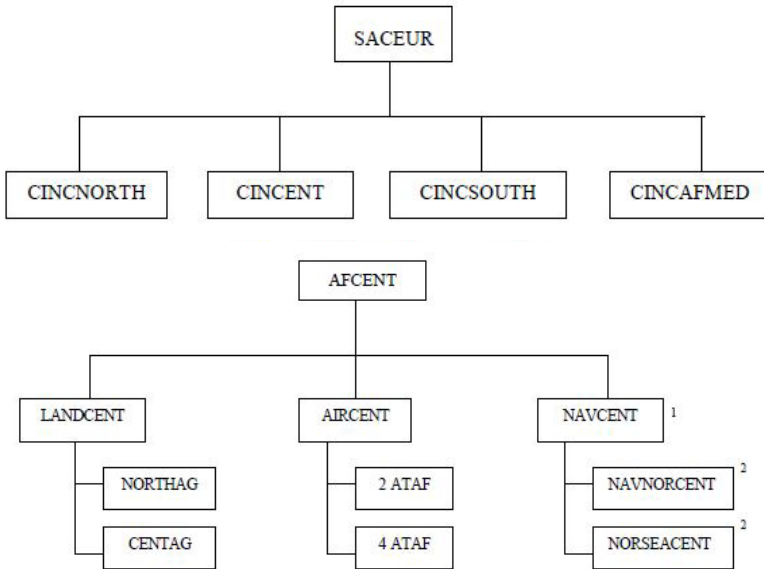 SACEUR
CINCNORTH CINCENT CINCSOUTH CINCAFMED
AFCENT
LANDCENT AIRCENT NAVCENT 1
NORTHAG 2 ATAF NAVNORCENT 2
CENTAG 4 ATAF NORSEACENT 2